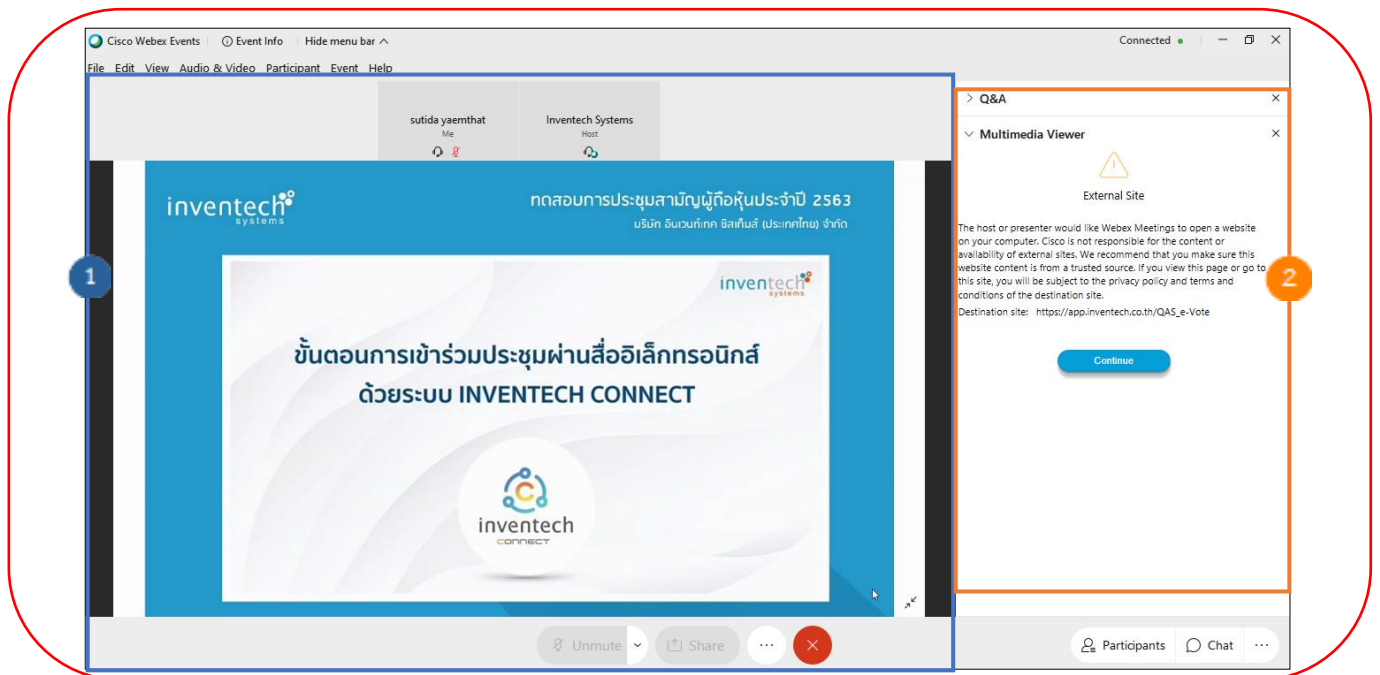 Cisco Webex Events
Event Info
Hide menu bar
Connected
File Edit View Audio & Video Participant Event Help
sutida yaemthat
Me
Inventech Systems
Host
inventech
systems
ทดสอบการประชุมสามัญผู้ถือหุ้นประจำปี 2563
บริษัท อินเวนท์เทค ซิสเท็มส์ (ประเทศไทย) จำกัด
inventech
systems
ขั้นตอนการเข้าร่วมประชุมผ่านสื่ออิเล็กทรอนิกส์
ด้วยระบบ INVENTECH CONNECT
C
inventech
CONNECT
1
Unmute
Share
Q&A
Multimedia Viewer
External Site
The host or presenter would like Webex Meetings to open a website
on your computer. Cisco is not responsible for the content or
availability of external sites. We recommend that you make sure this
website content is from a trusted source. If you view this page or go to
this site, you will be subject to the privacy policy and terms and
conditions of the destination site.
Destination site: https://app.inventech.co.th/QAS_e-Vote
Continue
2
Participants
Chat